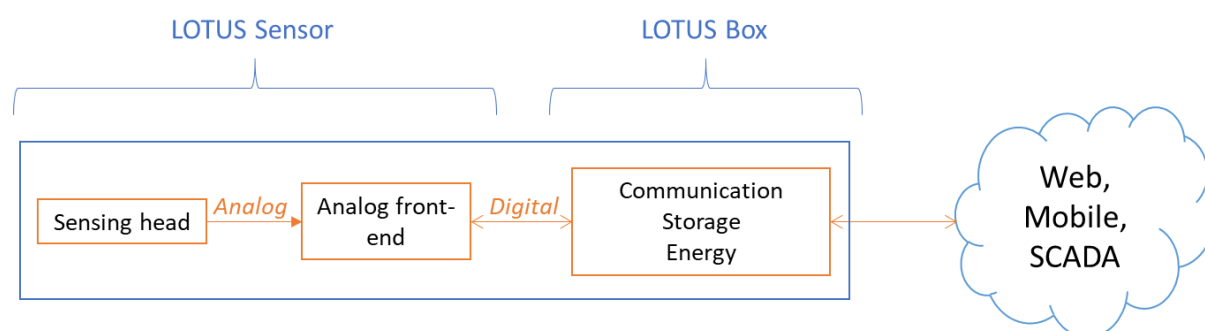 LOTUS Sensor
LOTUS Box
Sensing head
Analog
Analog front-
end
Digital
Communication
Storage
Energy
Web,
Mobile,
SCADA